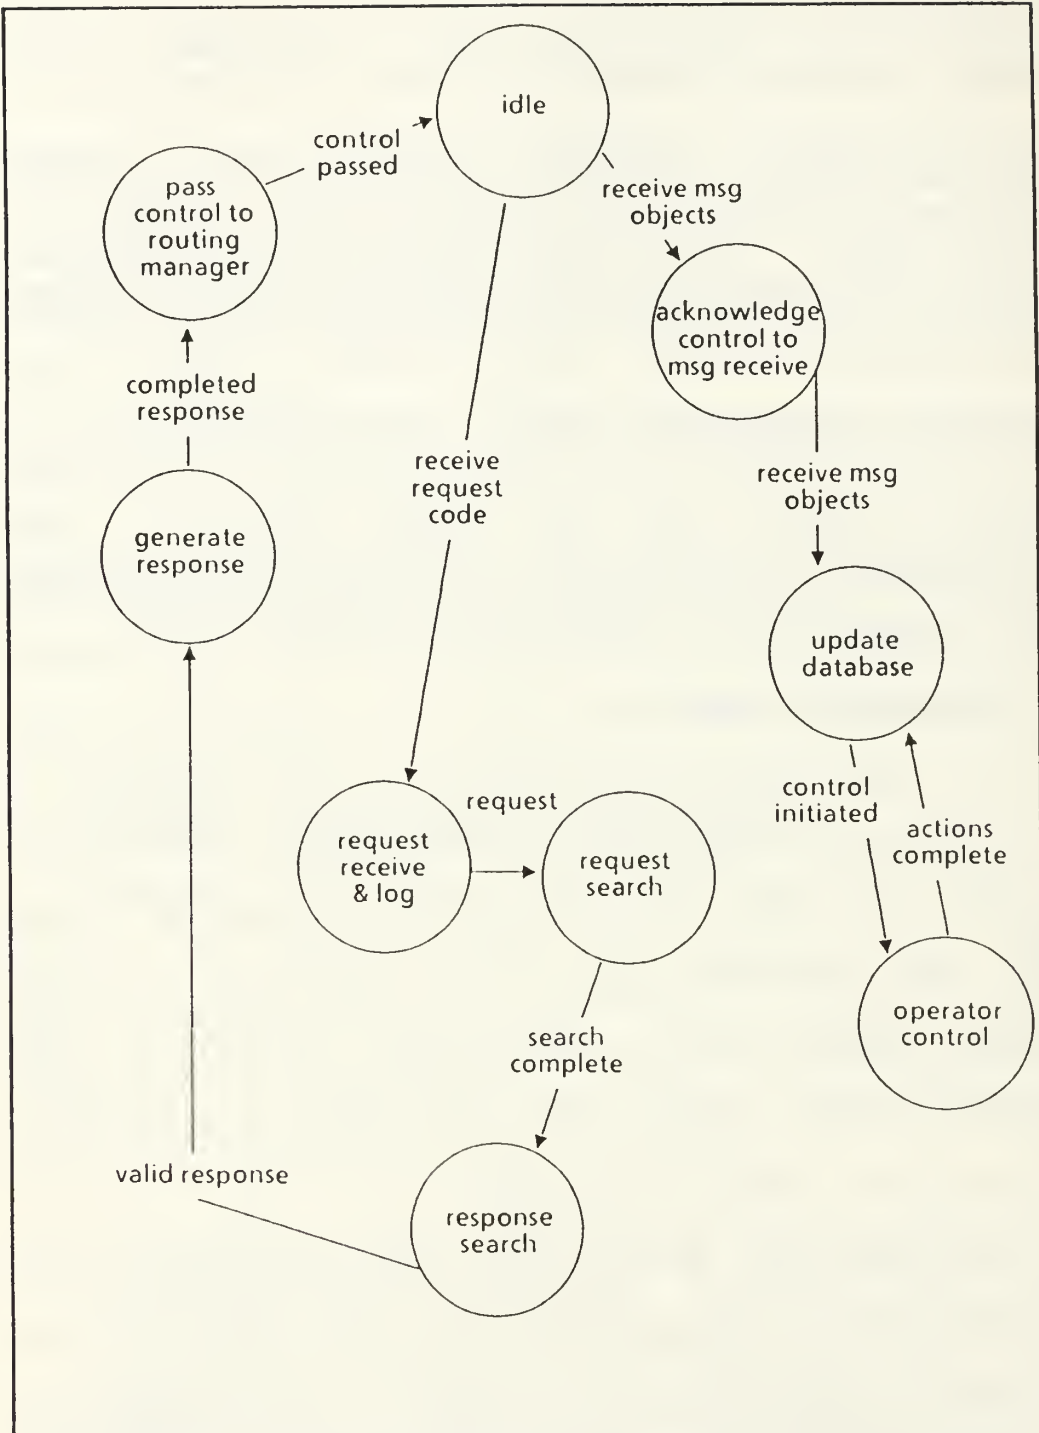 idle
control
passed
pass
control to
routing
manager
receive msg
objects
acknowledge
control to
msg receive
completed
response
receive
request
code
receive msg
objects
generate
response
update
database
control
initiated
request
actions
complete
request
receive
& log
request
search
operator
control
search
complete
valid response
response
search